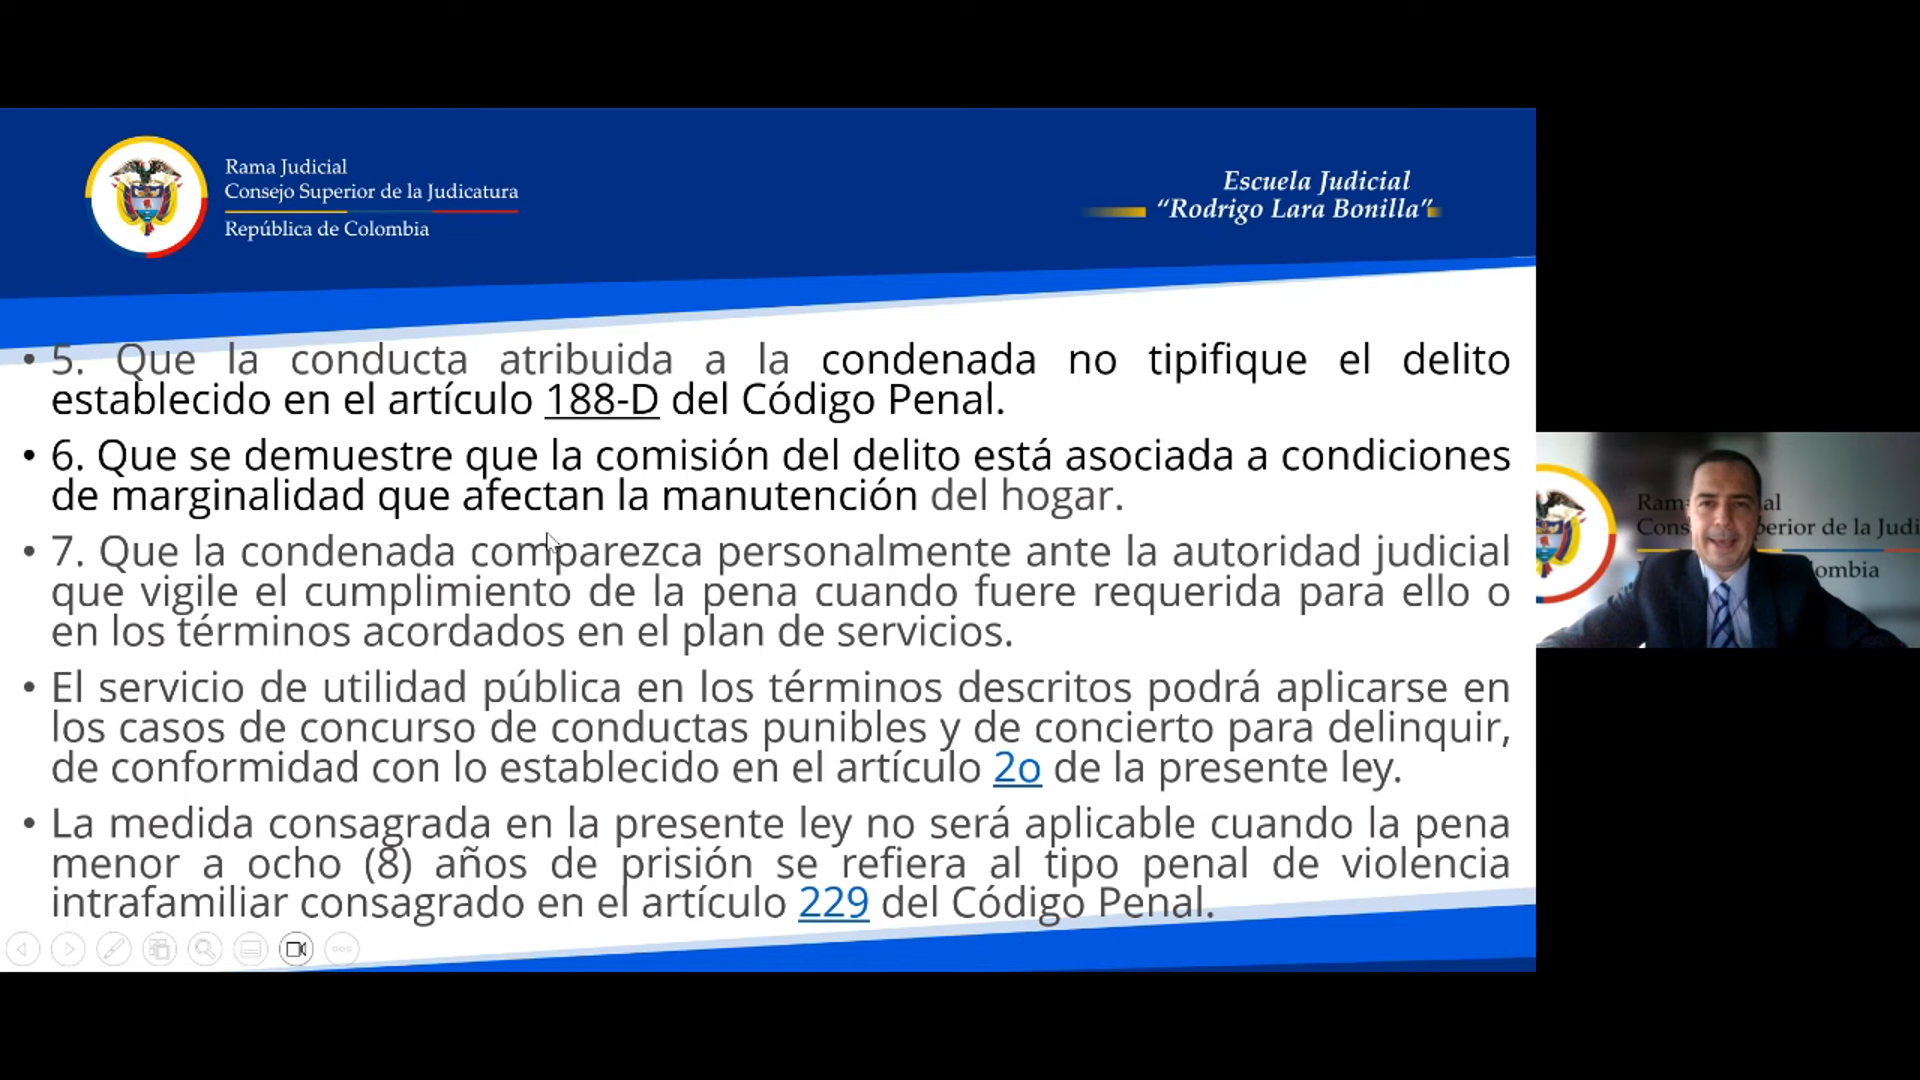 Rama Judicial
Consejo Superior de la Judicatura
República de Colombia
Escuela Judicial
“Rodrigo Lara Bonilla”
• 5. Que la conducta atribuida a la condenada no tipifique el delito
establecido en el artículo 188-D del Código Penal.
• 6. Que se demuestre que la comisión del delito está asociada a condiciones
de marginalidad que afectan la manutención del hogar.
• 7. Que la condenada comparezca personalmente ante la autoridad judicial
que vigile el cumplimiento de la pena cuando fuere requerida para ello o
en los términos acordados en el plan de servicios.
• El servicio de utilidad pública en los términos descritos podrá aplicarse en
los casos de concurso de conductas punibles y de concierto para delinquir,
de conformidad con lo establecido en el artículo 2o de la presente ley.
• La medida consagrada en la presente ley no será aplicable cuando la pena
menor a ocho (8) años de prisión se refiera al tipo penal de violencia
intrafamiliar consagrado en el artículo 229 del Código Penal.
Ram al
Cons perior de la Judi
ombia